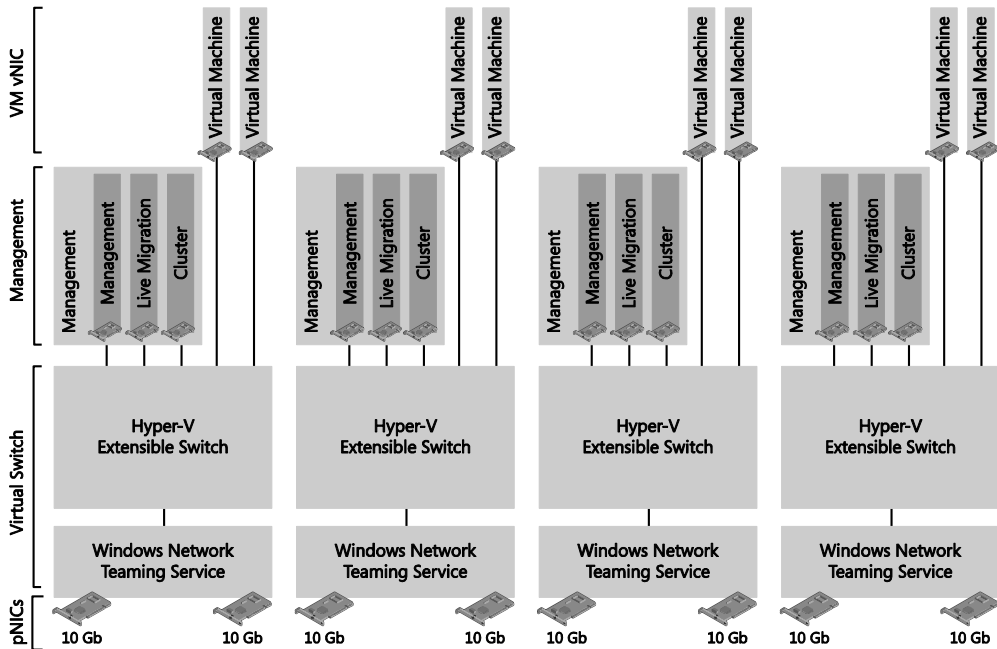 VM vNIC
Virtual Machine
Virtual Machine
Virtual Machine
Virtual Machine
Virtual Machine
Virtual Machine
Virtual Machine
Virtual Machine
Management
Management
Management
Live Migration
Cluster
Management
Management
Live Migration
Cluster
Management
Management
Live Migration
Cluster
Management
Management
Live Migration
Cluster
Virtual Switch
Hyper-V
Extensible Switch
Hyper-V
Extensible Switch
Hyper-V
Extensible Switch
Hyper-V
Extensible Switch
Windows Network
Teaming Service
Windows Network
Teaming Service
Windows Network
Teaming Service
Windows Network
Teaming Service
pNICs
10 Gb
10 Gb
10 Gb
10 Gb
10 Gb
10 Gb
10 Gb
10 Gb